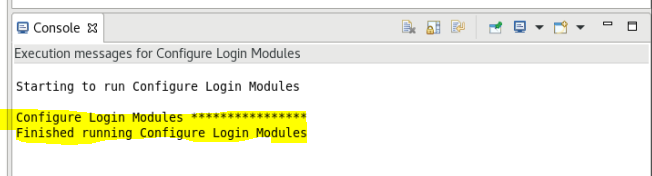 Console
Execution messages for Configure Login Modules
Starting to run Configure Login Modules
Configure Login Modules ****************
Finished running Configure Login Modules